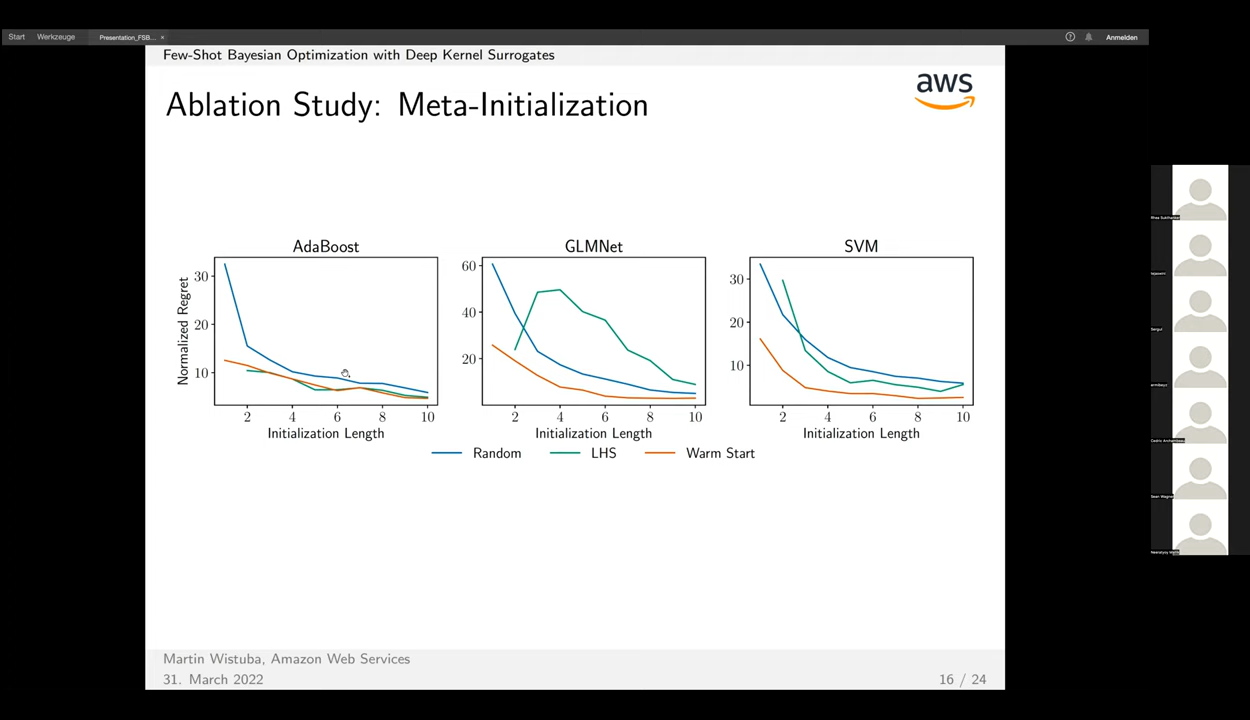 Start Werkzeuge Presentation_FSB... × Anmelden
Few-Shot Bayesian Optimization with Deep Kernel Surrogates
Ablation Study: Meta-Initialization
aws
AdaBoost
Normalized Regret
30
20
10
2 4 6 8 10
Initialization Length
GLMNet
60
40
20
2 4 6 8 10
Initialization Length
SVM
30
20
10
2 4 6 8 10
Initialization Length
Random LHS Warm Start
Martin Wistuba, Amazon Web Services
31. March 2022
16 / 24